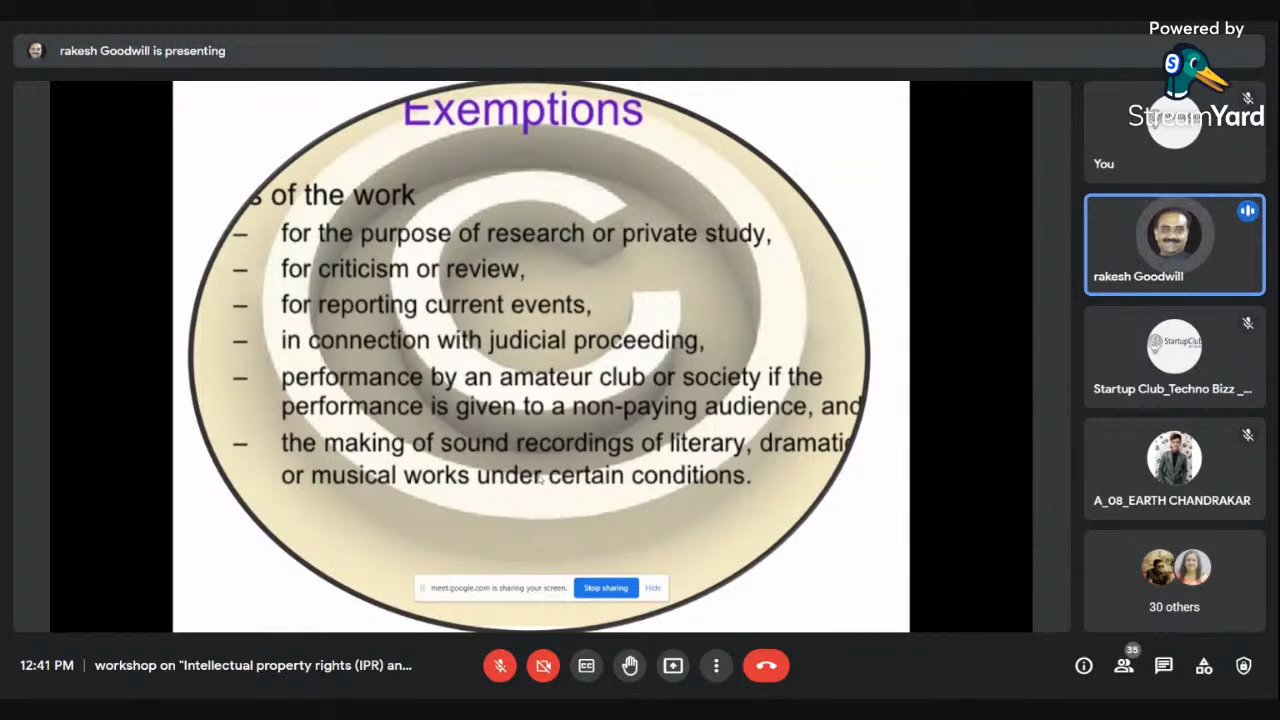 Powered by
StreamYard
rakesh Goodwill is presenting
Exemptions
s of the work
– for the purpose of research or private study,
– for criticism or review,
– for reporting current events,
– in connection with judicial proceeding,
– performance by an amateur club or society if the
performance is given to a non-paying audience, and
– the making of sound recordings of literary, dramatic
or musical works under certain conditions.
meet.google.com is sharing your screen. Stop sharing Hide
You
rakesh Goodwill
StartupClub
Startup Club_Techno Bizz _...
A_08_EARTH CHANDRAKAR
30 others
12:41 PM | workshop on "Intellectual property rights (IPR) an...
35